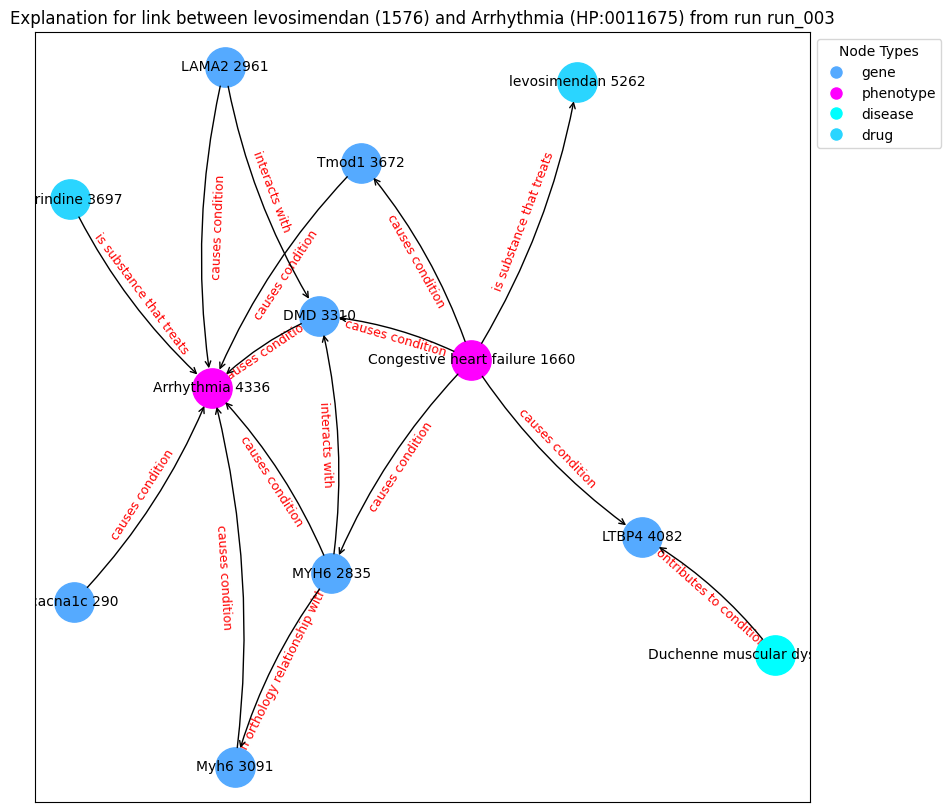 Explanation for link between levosimendan (1576) and Arrhythmia (HP:0011675) from run run_003
Node Types
gene
phenotype
disease
drug
LAMA2 2961
levosimendan 5262
Tmod1 3672
rindine 3697
interacts with
is substance that treats
causes condition
causes condition
causes condition
is substance that treats
DMD 3310
causes condition
causes condition
Congestive heart failure 1660
Arrhythmia 4336
interacts with
causes condition
causes condition
causes condition
causes condition
LTBP4 4082
causes condition
MYH6 2835
contributes to condition
acna1c 290
Duchenne muscular dys
orthology relationship with
Myh6 3091